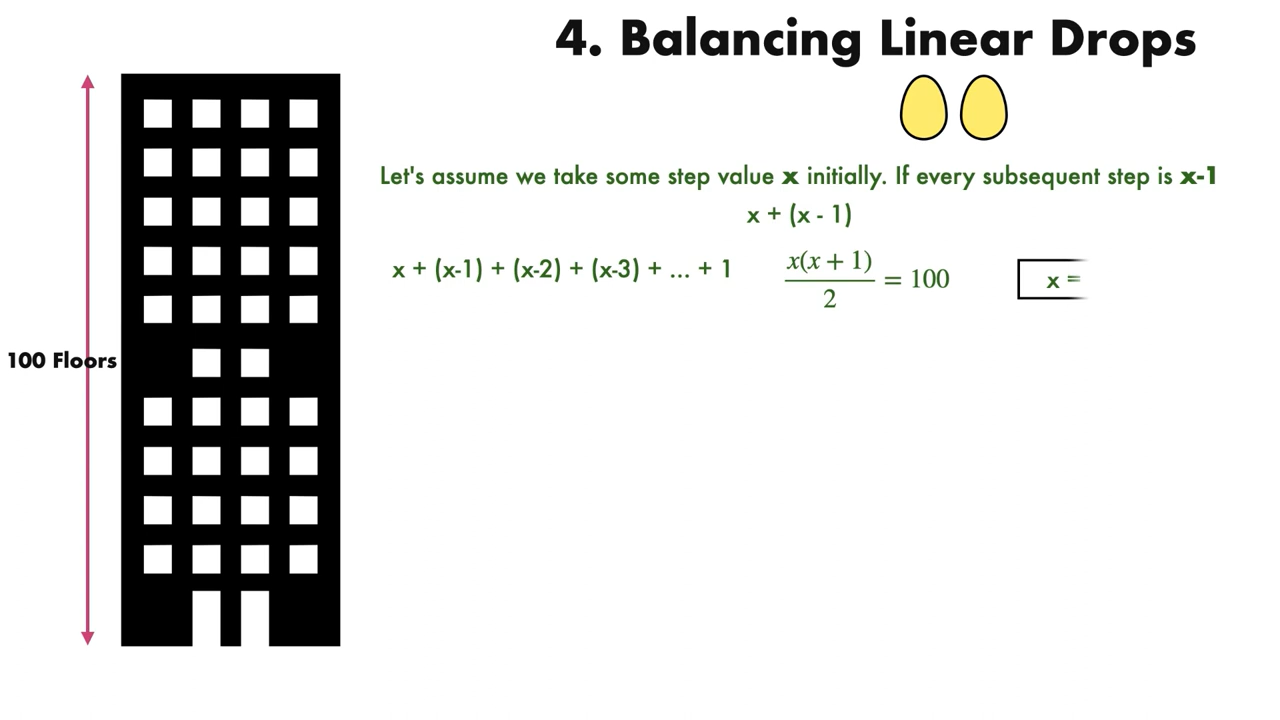 4. Balancing Linear Drops
Let's assume we take some step value x initially. If every subsequent step is x-1
x + (x - 1)
x + (x-1) + (x-2) + (x-3) + ... + 1
x(x + 1)
2
= 100
x =
100 Floors